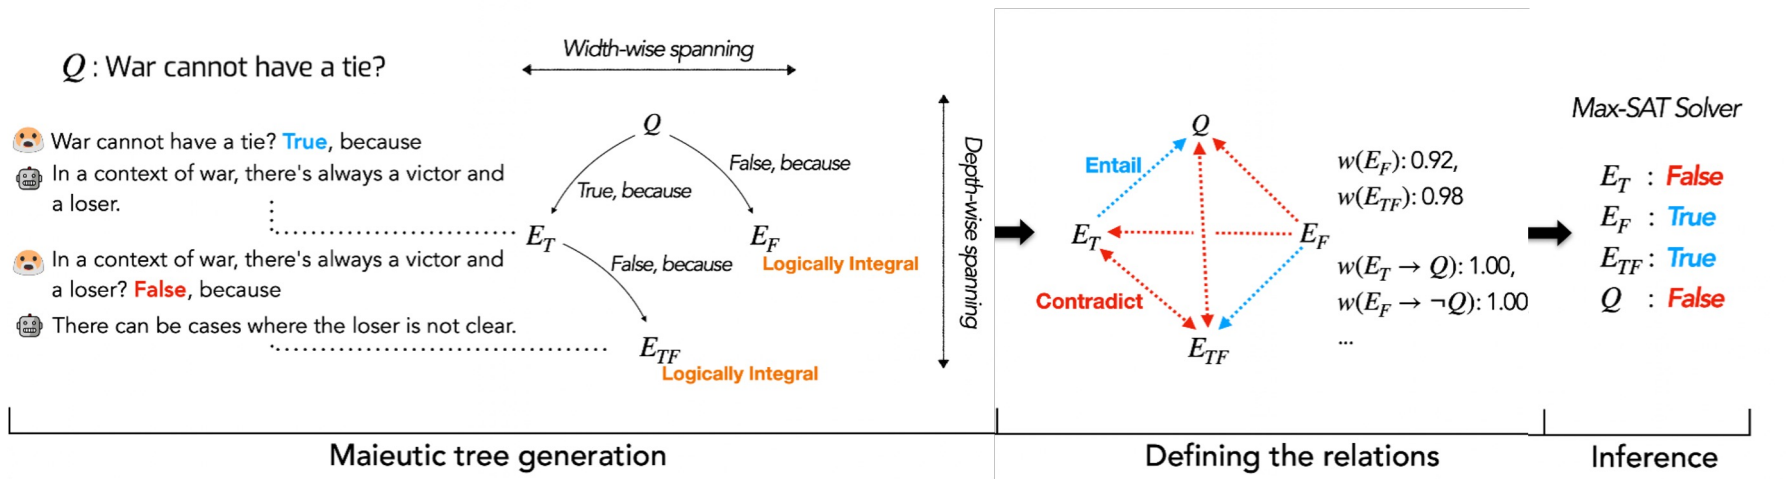 Q : War cannot have a tie?
War cannot have a tie? True, because
In a context of war, there's always a victor and
a loser.
In a context of war, there's always a victor and
a loser? False, because
There can be cases where the loser is not clear.
Width-wise spanning
Depth-wise spanning
Q
True, because
False, because
E_T
E_F
Logically Integral
False, because
E_TF
Logically Integral
Maieutic tree generation
Q
Entail
E_T
E_F
Contradict
E_TF
w(E_F): 0.92,
w(E_TF): 0.98
w(E_T → Q): 1.00,
w(E_F → ¬Q): 1.00
...
Defining the relations
Max-SAT Solver
E_T : False
E_F : True
E_TF : True
Q : False
Inference